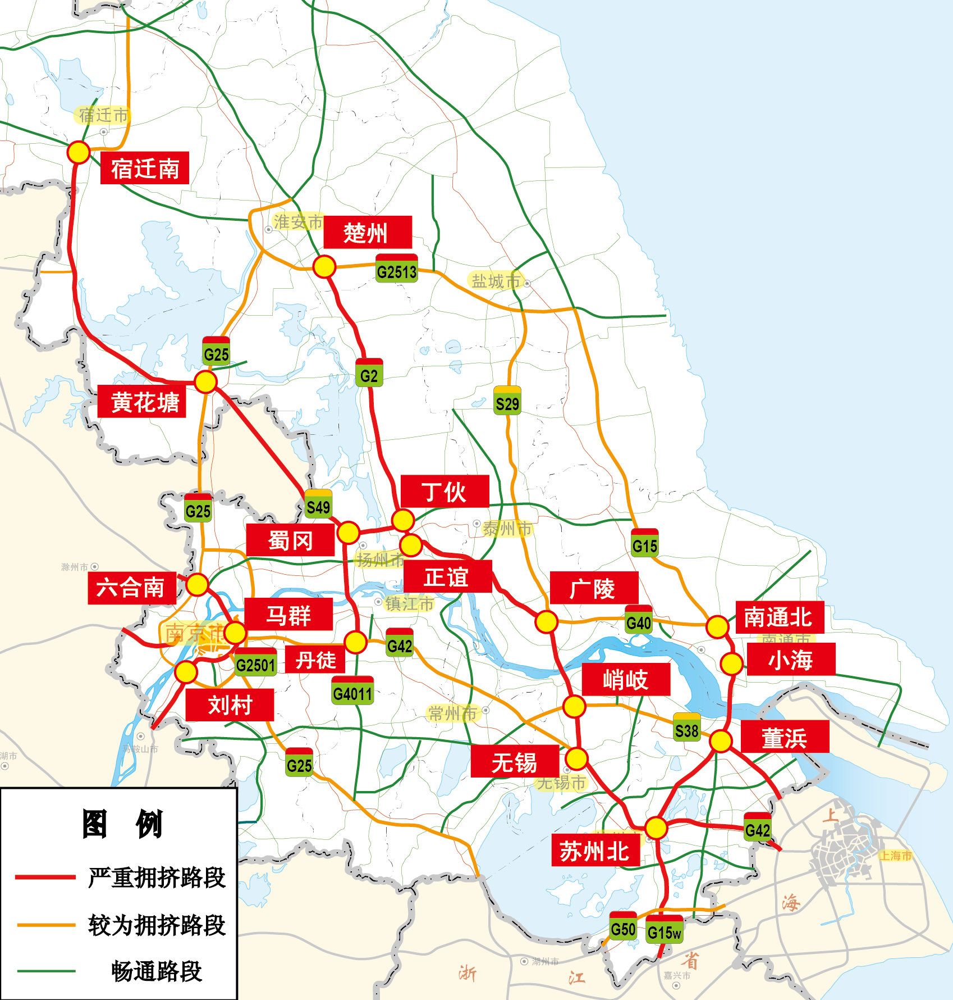 宿迁市
宿迁南
淮安市
楚州
G2513
盐城市
G25
G2
黄花塘
S29
丁伙
S49
G25
蜀冈
泰州市
G15
扬州市
滁州市
六合南
正谊
广陵
镇江市
马群
G40
南通北
南京市
南通市
G42
丹徒
G2501
小海
峭岐
G4011
刘村
常州市
S38
董浜
马鞍山市
湖市
G25
无锡
无锡市
上
G42
苏州北
上海市
海
G50
G15w
浙
江
省
湖州市
嘉兴市
图 例
严重拥挤路段
较为拥挤路段
畅通路段